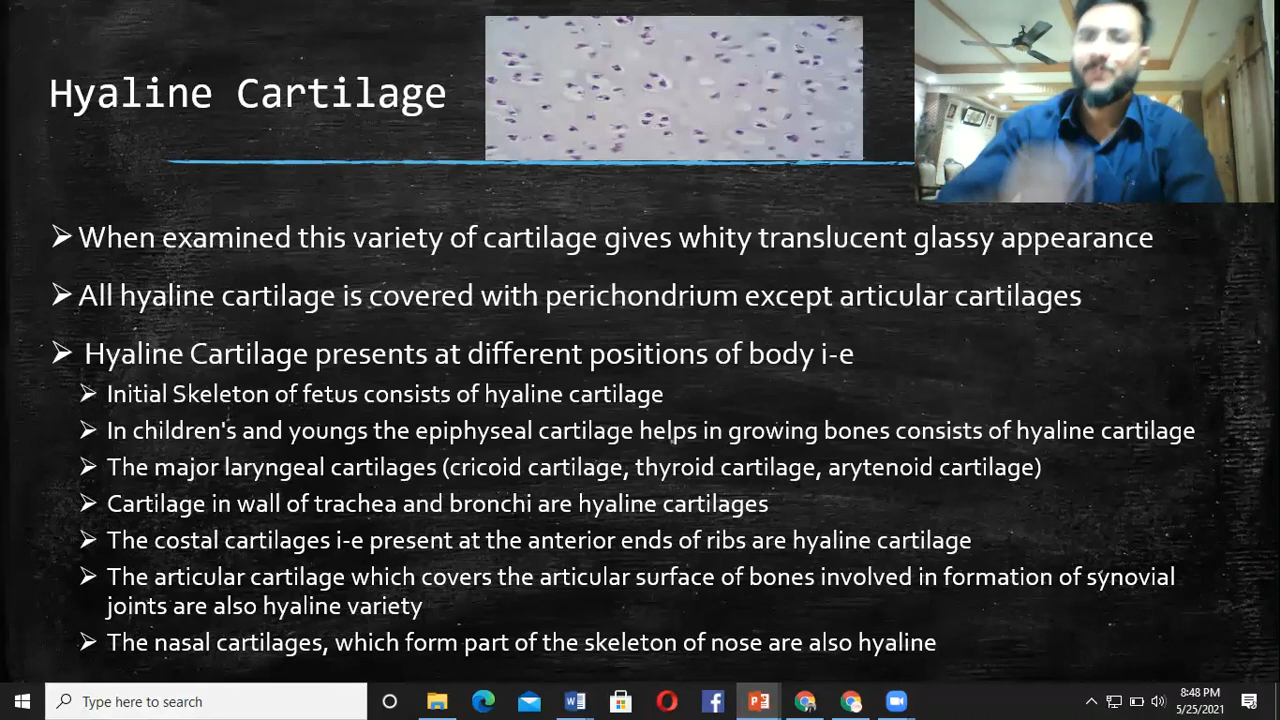 Hyaline Cartilage
When examined this variety of cartilage gives whity translucent glassy appearance
All hyaline cartilage is covered with perichondrium except articular cartilages
Hyaline Cartilage presents at different positions of body i-e
Initial Skeleton of fetus consists of hyaline cartilage
In children's and youngs the epiphyseal cartilage helps in growing bones consists of hyaline cartilage
The major laryngeal cartilages (cricoid cartilage, thyroid cartilage, arytenoid cartilage)
Cartilage in wall of trachea and bronchi are hyaline cartilages
The costal cartilages i-e present at the anterior ends of ribs are hyaline cartilage
The articular cartilage which covers the articular surface of bones involved in formation of synovial
joints are also hyaline variety
The nasal cartilages, which form part of the skeleton of nose are also hyaline
Type here to search
8:48 PM
5/25/2021